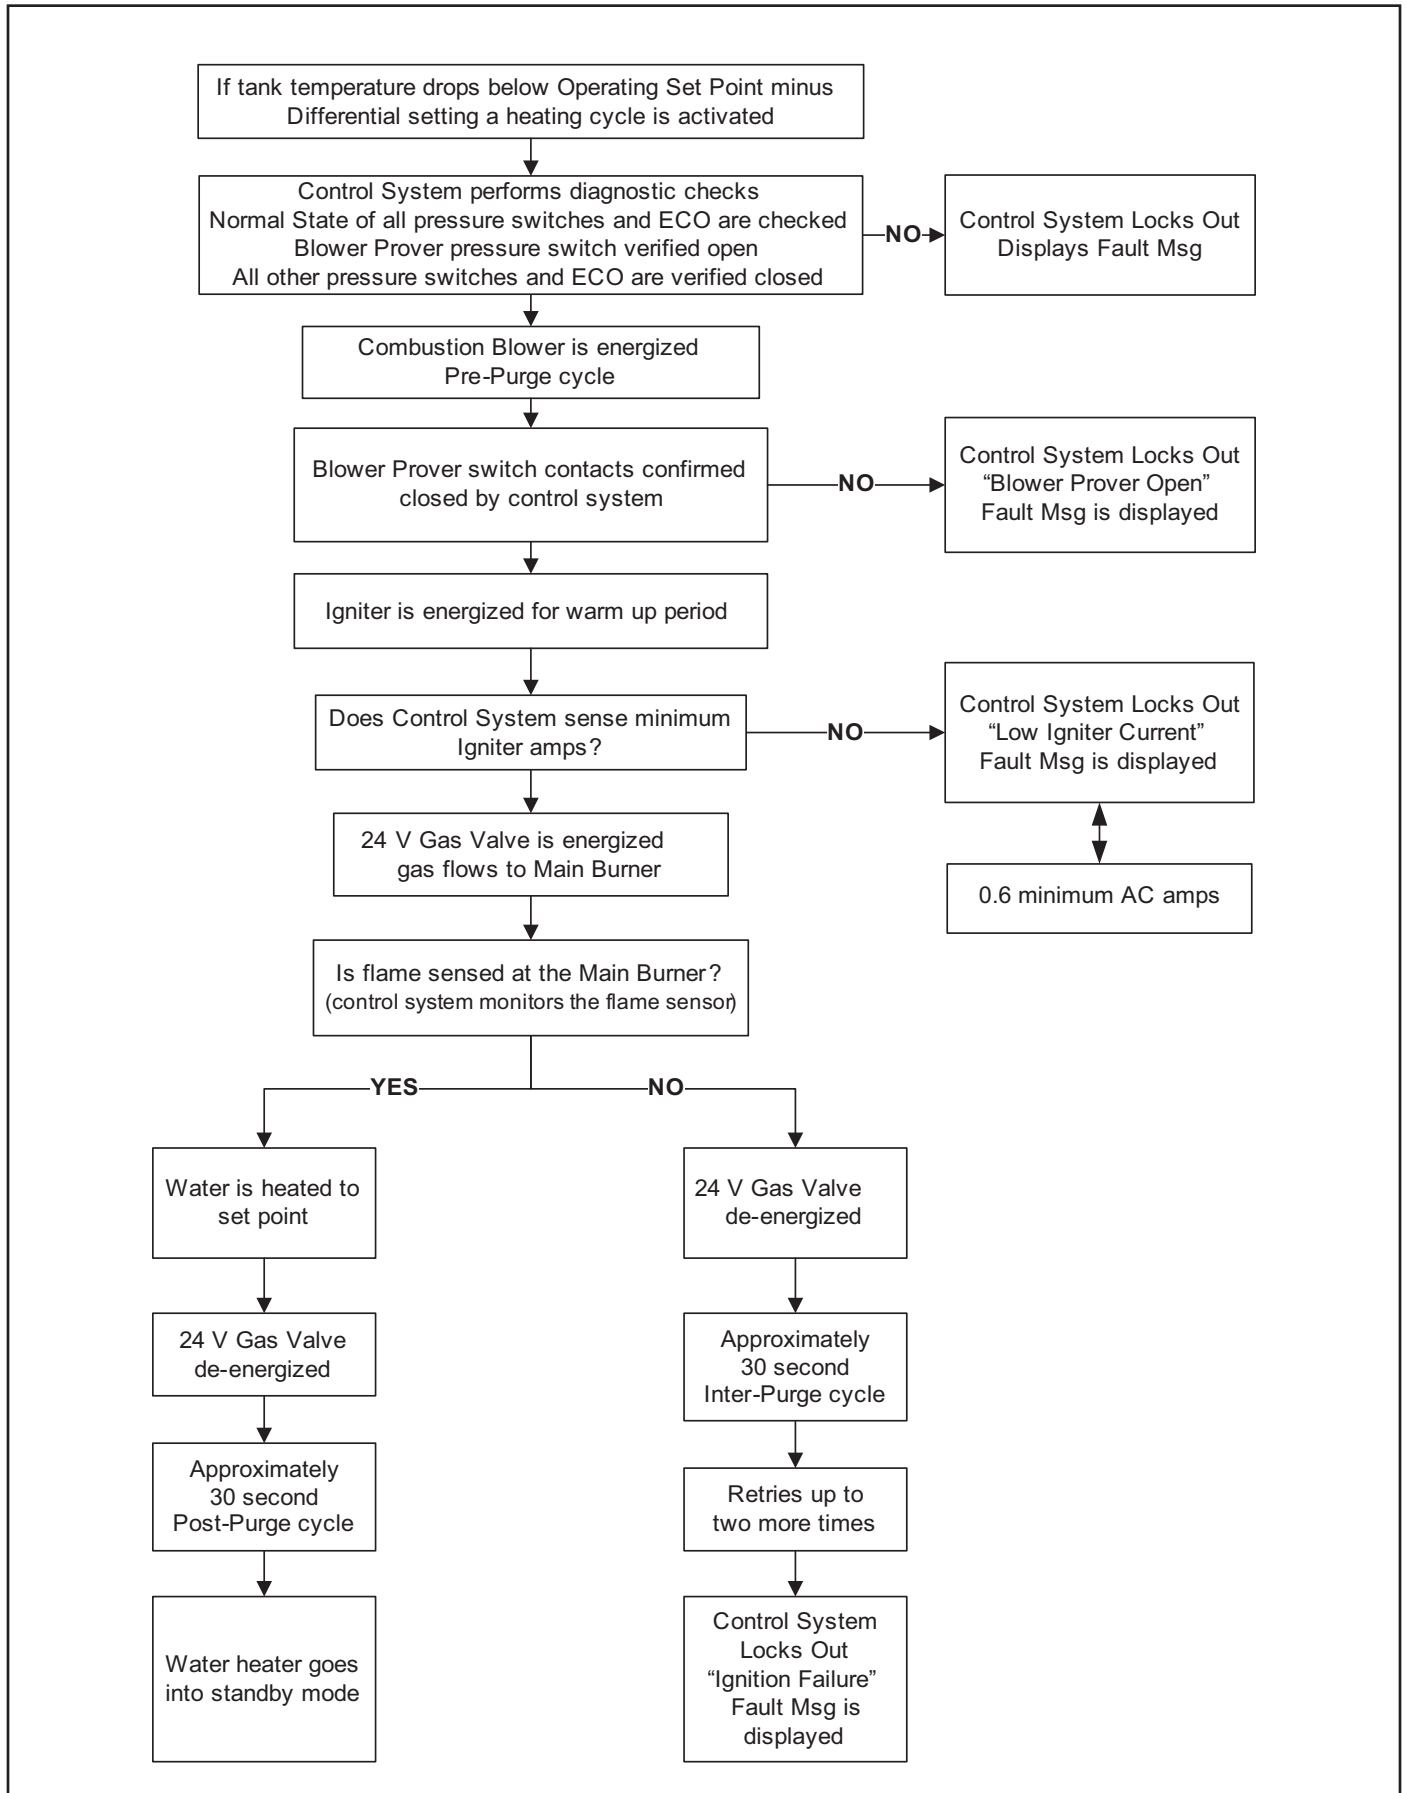 If tank temperature drops below Operating Set Point minus
Differential setting a heating cycle is activated
Control System performs diagnostic checks
Normal State of all pressure switches and ECO are checked
Blower Prover pressure switch verified open
All other pressure switches and ECO are verified closed
NO
Control System Locks Out
Displays Fault Msg
Combustion Blower is energized
Pre-Purge cycle
Blower Prover switch contacts confirmed
closed by control system
NO
Control System Locks Out
“Blower Prover Open”
Fault Msg is displayed
Igniter is energized for warm up period
Does Control System sense minimum
Igniter amps?
NO
Control System Locks Out
“Low Igniter Current”
Fault Msg is displayed
0.6 minimum AC amps
24 V Gas Valve is energized
gas flows to Main Burner
Is flame sensed at the Main Burner?
(control system monitors the flame sensor)
YES
NO
Water is heated to
set point
24 V Gas Valve
de-energized
Approximately
30 second
Post-Purge cycle
Water heater goes
into standby mode
24 V Gas Valve
de-energized
Approximately
30 second
Inter-Purge cycle
Retries up to
two more times
Control System
Locks Out
“Ignition Failure”
Fault Msg is
displayed